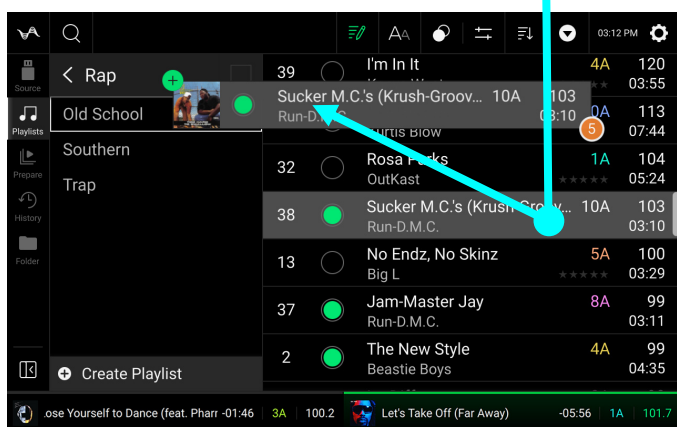 AA
03:12 PM
Source
Playlists
Prepare
History
Folder
Rap
Old School
Southern
Trap
Create Playlist
39 I'm In It 4A 120
03:55
Sucker M.C.'s (Krush-Groov... 10A 103
Run-D.M.C. 03:10
0A 113
Kurtis Blow 07:44
5
32 Rosa Parks 1A 104
OutKast 05:24
38 Sucker M.C.'s (Krush-Groov... 10A 103
Run-D.M.C. 03:10
13 No Endz, No Skinz 5A 100
Big L 03:29
37 Jam-Master Jay 8A 99
Run-D.M.C. 03:11
2 The New Style 4A 99
Beastie Boys 04:35
.ose Yourself to Dance (feat. Pharr -01:46 3A 100.2
Let's Take Off (Far Away) -05:56 1A 101.7